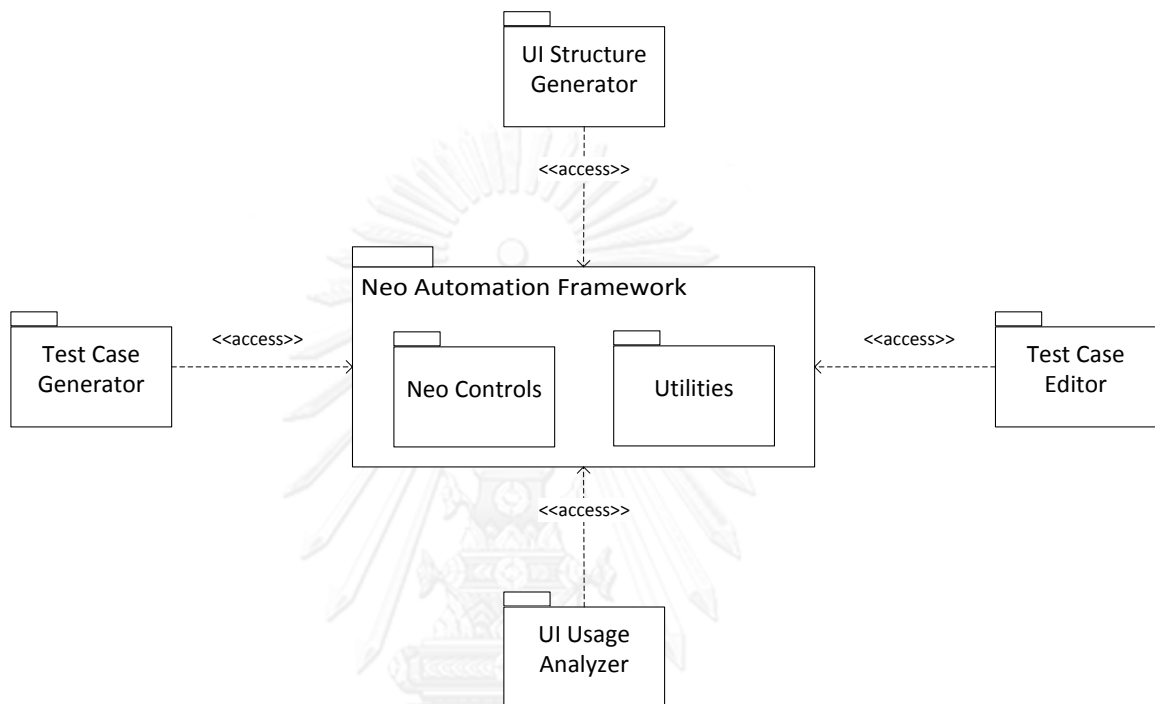 UI Structure
Generator
<<access>>
Neo Automation Framework
Test Case
Generator
<<access>>
Neo Controls
Utilities
<<access>>
Test Case
Editor
<<access>>
UI Usage
Analyzer